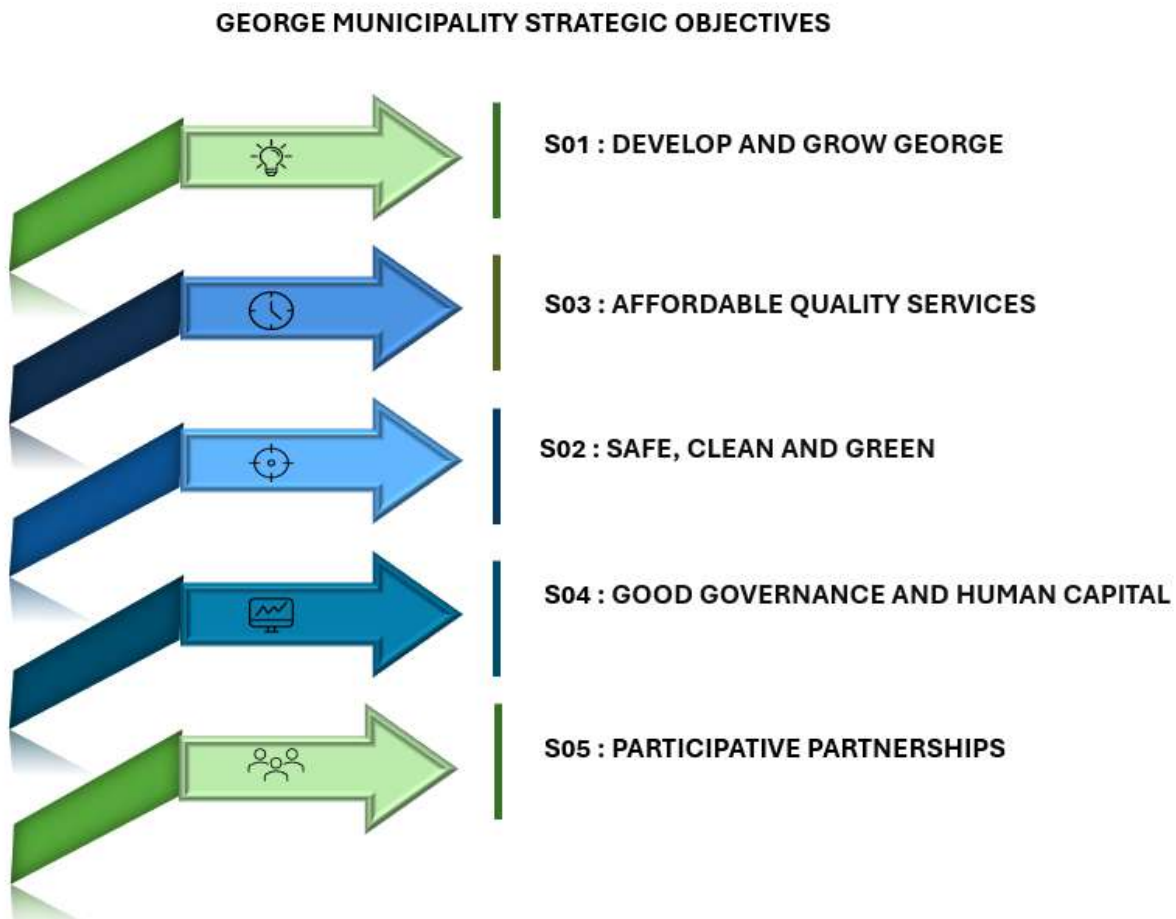 GEORGE MUNICIPALITY STRATEGIC OBJECTIVES
S01 : DEVELOP AND GROW GEORGE
S03 : AFFORDABLE QUALITY SERVICES
S02 : SAFE, CLEAN AND GREEN
S04 : GOOD GOVERNANCE AND HUMAN CAPITAL
S05 : PARTICIPATIVE PARTNERSHIPS